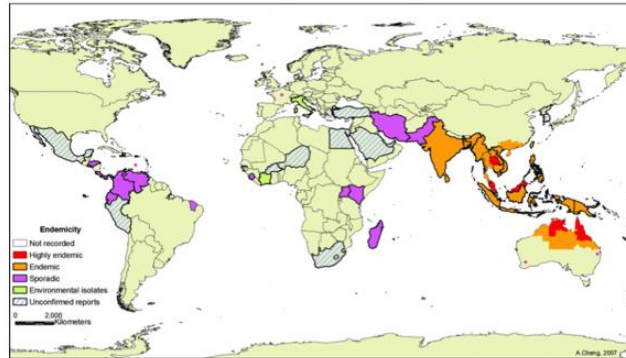 Endemicity
Not recorded
Highly endemic
Endemic
Sporadic
Environmental isolates
Unconfirmed reports
0 2,000
Kilometers
A.Cheng, 2007